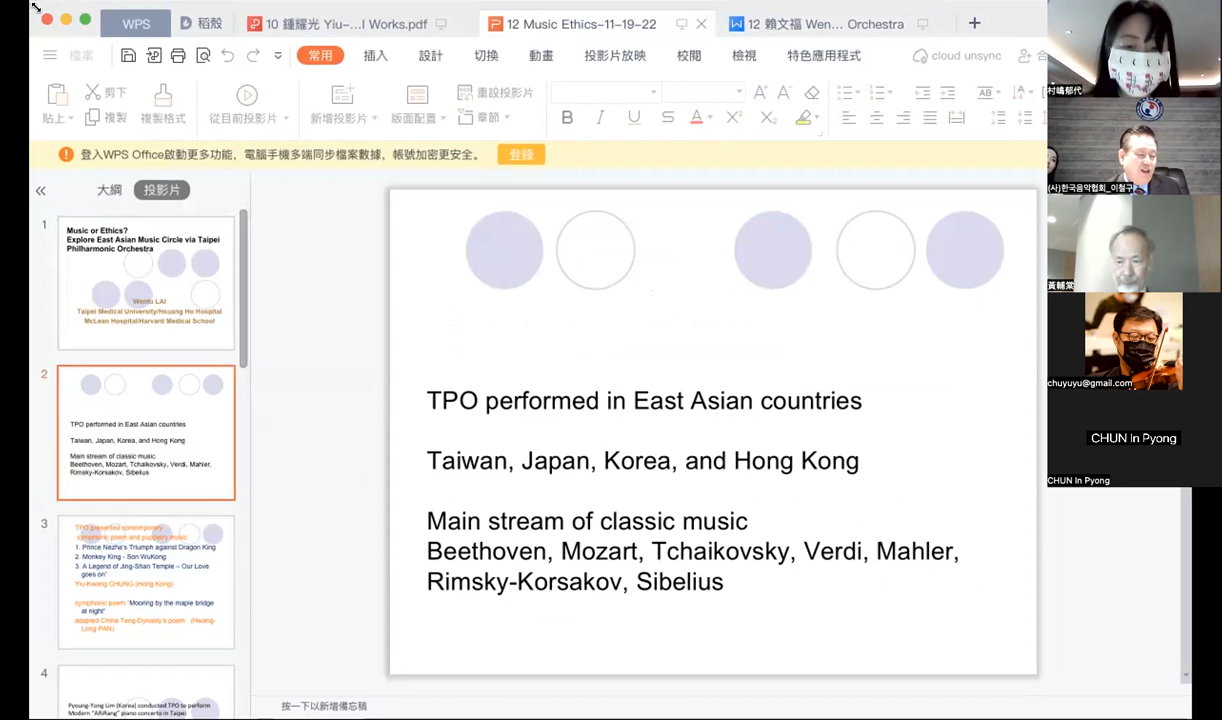 WPS
稻殼
10 鍾耀光 Yiu-...l Works.pdf
12 Music Ethics-11-19-22
12 賴文福 Wen... Orchestra
檔案
常用
插入
設計
切換
動畫
投影片放映
校閱
檢視
特色應用程式
cloud unsync
合
貼上
剪下
複製
複製格式
從目前投影片
新增投影片
版面配置
重設投影片
章節
B I U S A X² X₂
登入WPS Office啟動更多功能，電腦手機多端同步檔案數據，帳號加密更安全。
登錄
大綱
投影片
1
Music or Ethics?
Explore East Asian Music Circle via Taipei
Philharmonic Orchestra
Wenfu LAI
Taipei Medical University/Hsuang Ho Hospital
McLean Hospital/Harvard Medical School
2
TPO performed in East Asian countries
Taiwan, Japan, Korea, and Hong Kong
Main stream of classic music
Beethoven, Mozart, Tchaikovsky, Verdi, Mahler,
Rimsky-Korsakov, Sibelius
3
TPO presented contemporary
symphonic poem and puppetry music:
1. Prince Nezha's Triumph against Dragon King
2. Monkey King - Son WuKong
3. A Legend of Jing-Shan Temple – Our Love
goes on"
Yiu-Kwong CHUNG (Hong Kong)
symphonic poem "Mooring by the maple bridge
at night"
adapted China Tang-Dynasty's poem (Hwang-
Long PAN)
4
Pyoung-Yong Lim (Korea) conducted TPO to perform
Modern "ARiRang" piano concerto in Taipei
TPO performed in East Asian countries
Taiwan, Japan, Korea, and Hong Kong
Main stream of classic music
Beethoven, Mozart, Tchaikovsky, Verdi, Mahler,
Rimsky-Korsakov, Sibelius
按一下以新增備忘稿
村嶋郁代
(사)한국음악협회_이철구
黃輔棠
chuyuyu@gmail.com
CHUN In Pyong
CHUN In Pyong